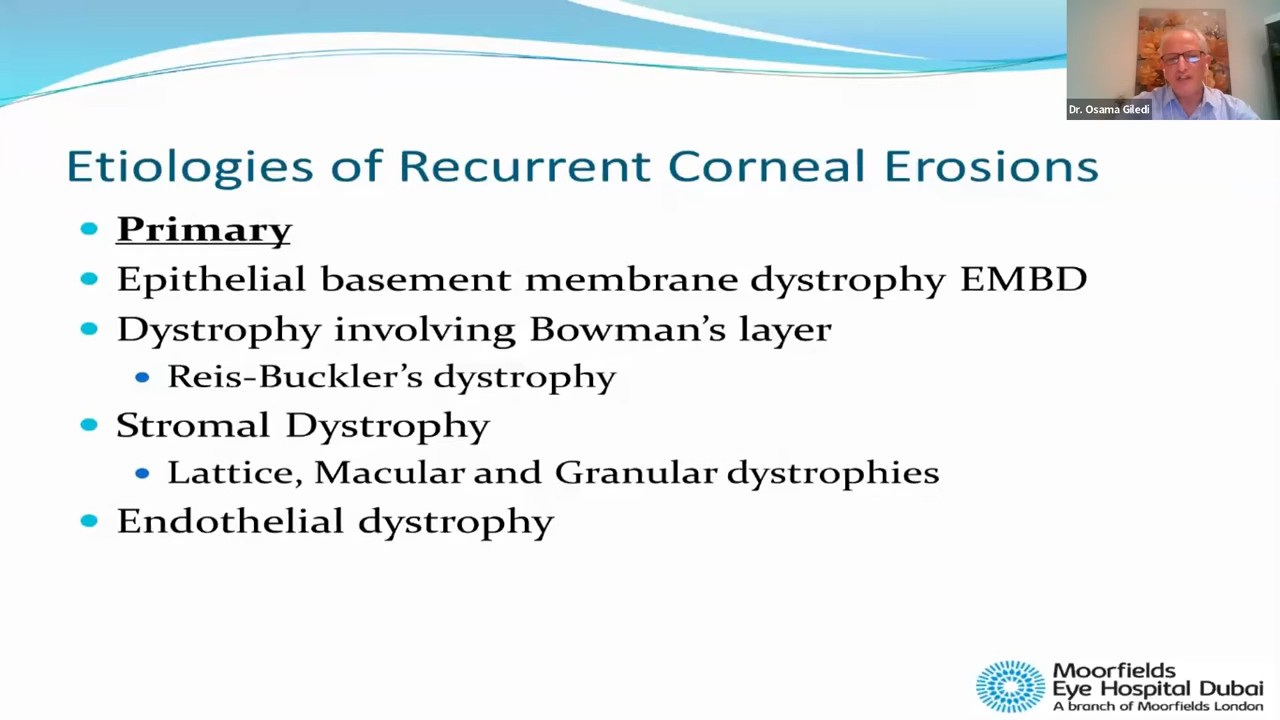 Dr. Osama Giledi
Etiologies of Recurrent Corneal Erosions
Primary
Epithelial basement membrane dystrophy EMBD
Dystrophy involving Bowman’s layer
Reis-Buckler’s dystrophy
Stromal Dystrophy
Lattice, Macular and Granular dystrophies
Endothelial dystrophy
Moorfields
Eye Hospital Dubai
A branch of Moorfields London